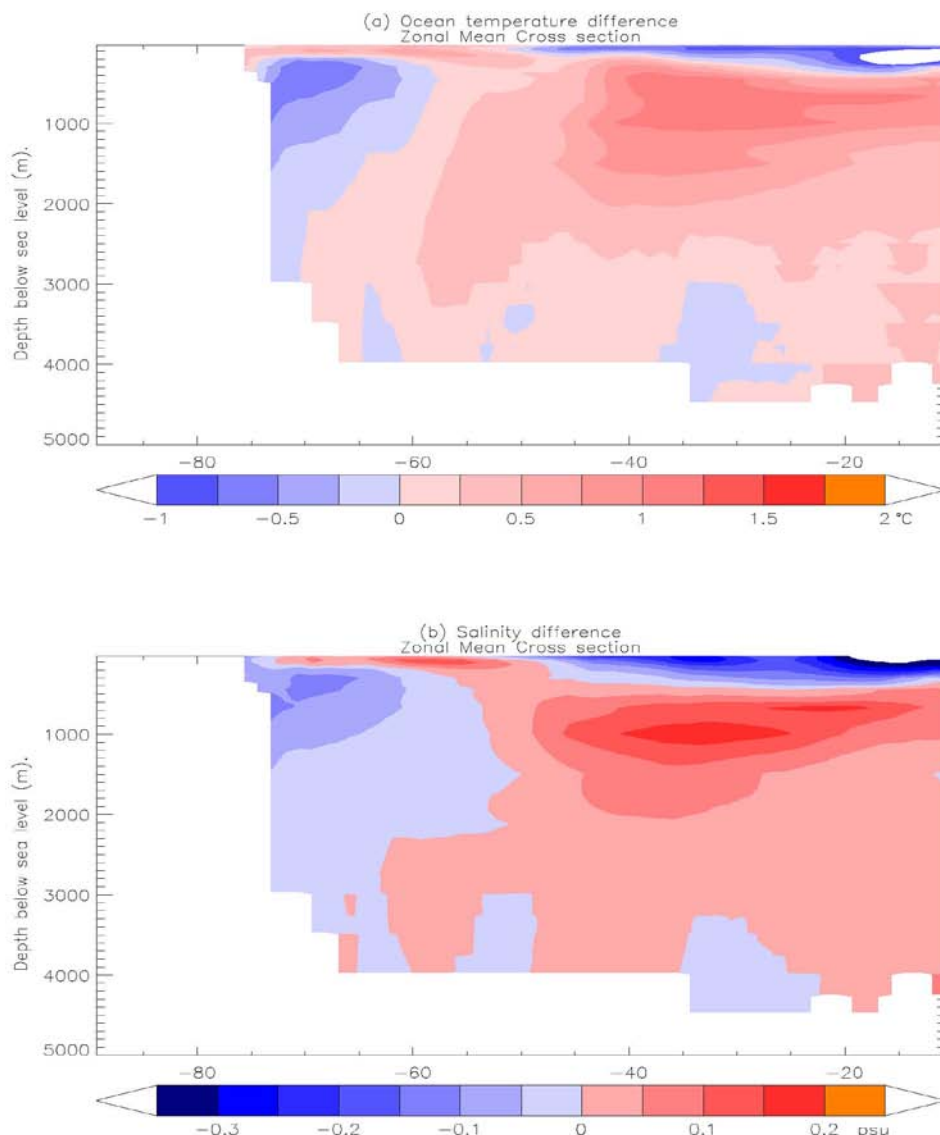 (a) Ocean temperature difference
Zonal Mean Cross section
Depth below sea level (m).
1000
2000
3000
4000
5000
−80 −60 −40 −20
−1 −0.5 0 0.5 1 1.5 2 °C
(b) Salinity difference
Zonal Mean Cross section
Depth below sea level (m).
1000
2000
3000
4000
5000
−80 −60 −40 −20
−0.3 −0.2 −0.1 0 0.1 0.2 psu